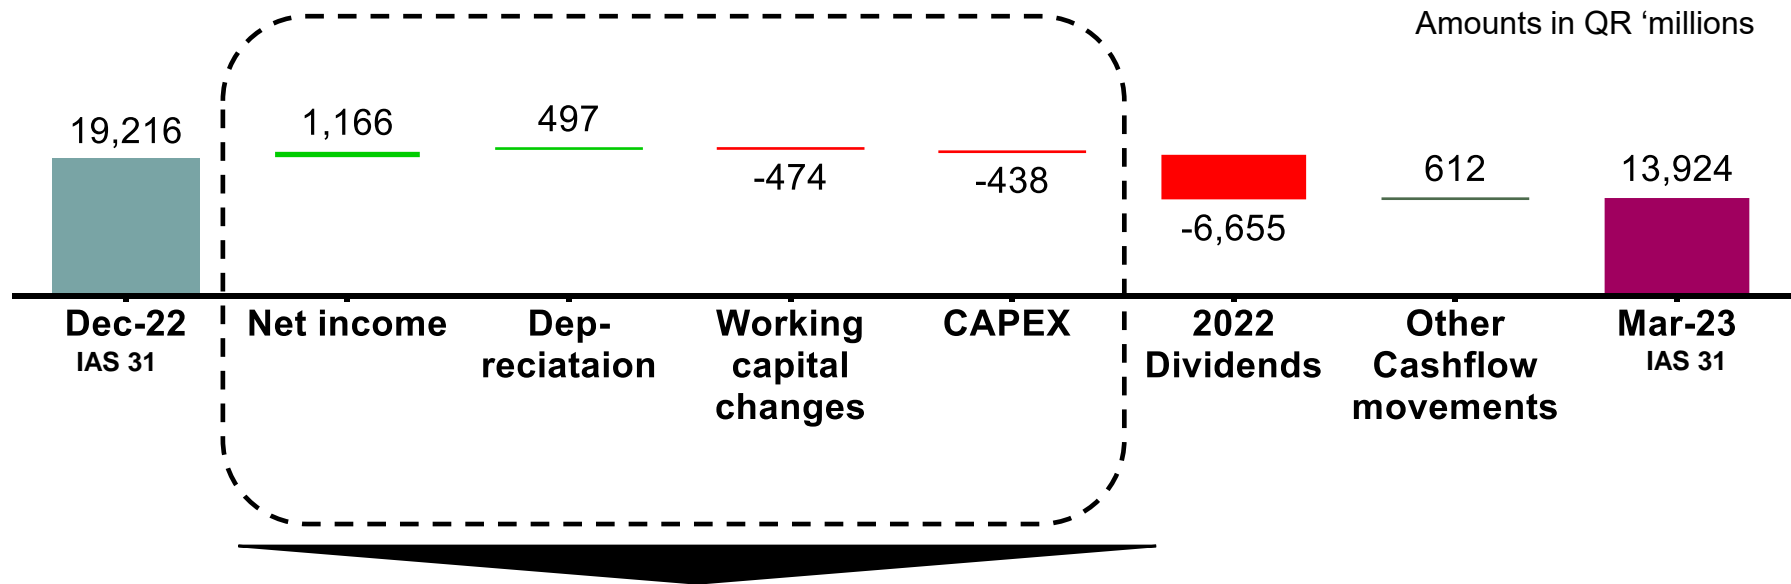 Amounts in QR ‘millions
19,216
1,166
497
-474
-438
-6,655
612
13,924
Dec-22
IAS 31
Net income
Dep-
reciataion
Working
capital
changes
CAPEX
2022
Dividends
Other
Cashflow
movements
Mar-23
IAS 31